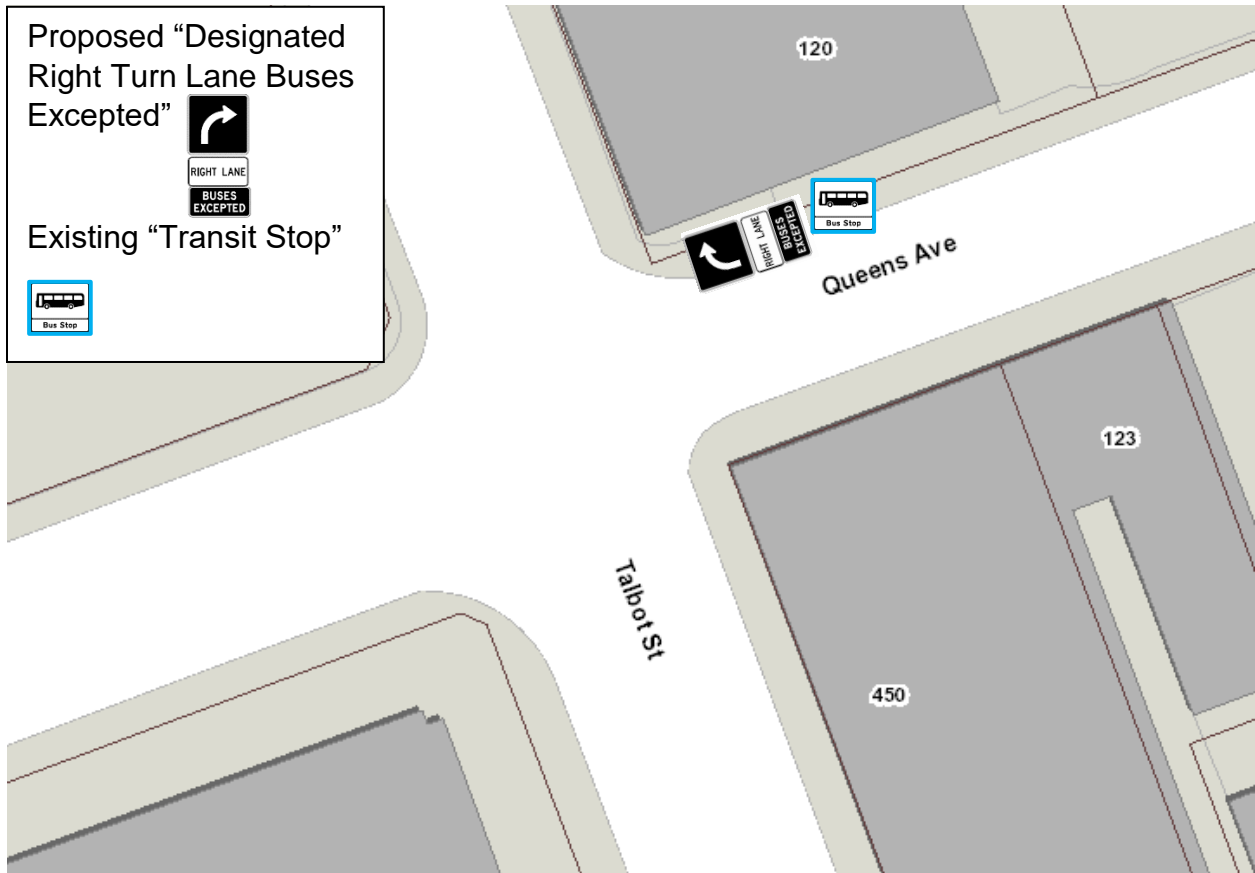 Proposed “Designated
Right Turn Lane Buses
Excepted”
RIGHT LANE
BUSES
EXCEPTED
Existing “Transit Stop”
Bus Stop
120
RIGHT LANE
BUSES
EXCEPTED
Bus Stop
Queens Ave
123
Talbot St
450